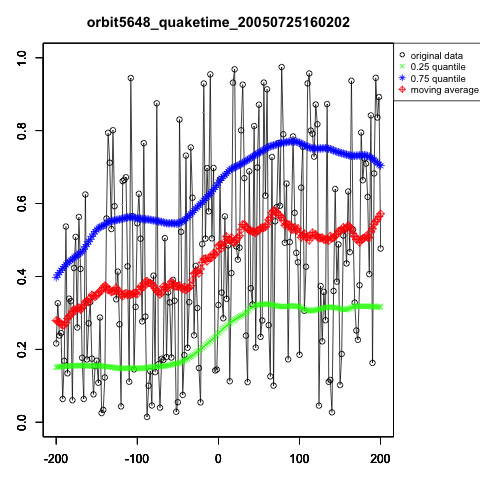 orbit5648_quaketime_20050725160202
original data
0.25 quantile
0.75 quantile
moving average
1.0
0.8
0.6
0.4
0.2
0.0
-200 -100 0 100 200